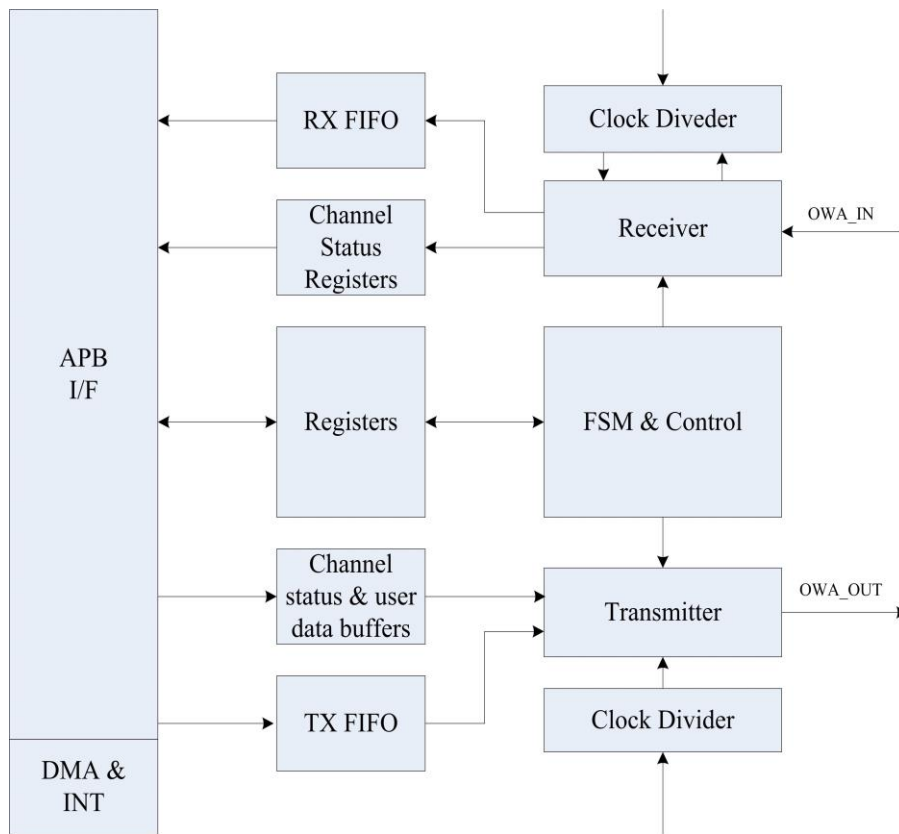 RX FIFO
Clock Diveder
Channel
Status
Registers
Receiver
OWA_IN
APB
I/F
Registers
FSM & Control
Channel
status & user
data buffers
Transmitter
OWA_OUT
TX FIFO
Clock Divider
DMA &
INT